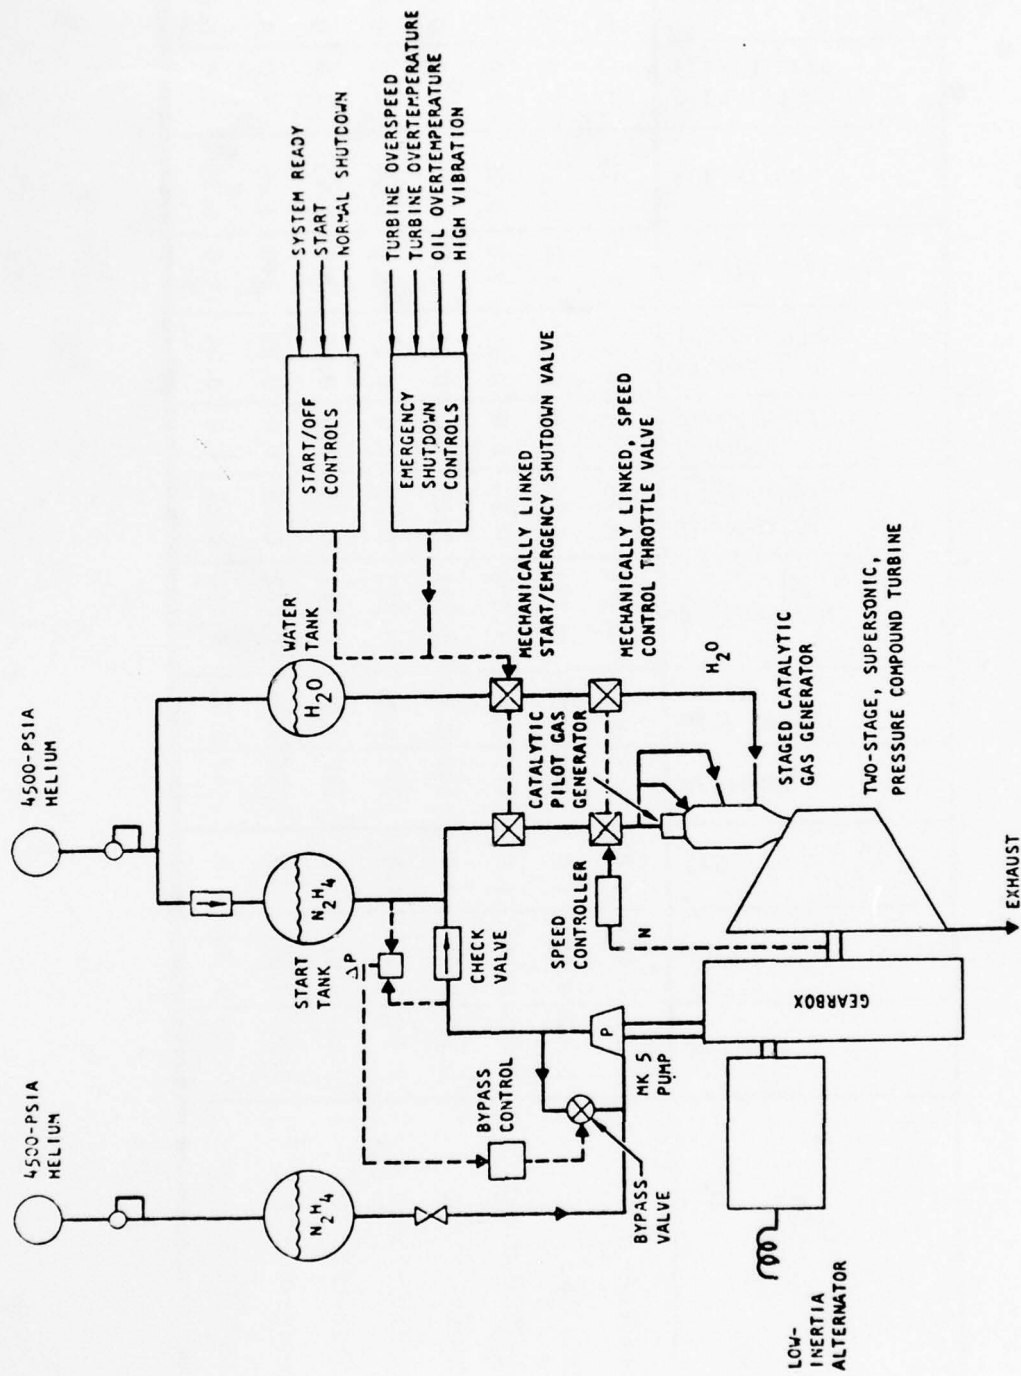 4500-PSIA
HELIUM
4500-PSIA
HELIUM
SYSTEM READY
START
NORMAL SHUTDOWN
START/OFF
CONTROLS
TURBINE OVERSPEED
TURBINE OVERTEMPERATURE
OIL OVERTEMPERATURE
HIGH VIBRATION
EMERGENCY
SHUTDOWN
CONTROLS
N2H4
N2H4
H2O
WATER
TANK
START
TANK
ΔP
BYPASS
CONTROL
CHECK
VALVE
MECHANICALLY LINKED
START/EMERGENCY SHUTDOWN VALVE
BYPASS
VALVE
P
MK 5
PUMP
SPEED
CONTROLLER
N
CATALYTIC
PILOT GAS
GENERATOR
MECHANICALLY LINKED, SPEED
CONTROL THROTTLE VALVE
H2O
STAGED CATALYTIC
GAS GENERATOR
LOW-
INERTIA
ALTERNATOR
GEARBOX
TWO-STAGE, SUPERSONIC,
PRESSURE COMPOUND TURBINE
EXHAUST